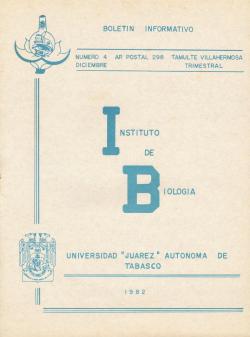 BOLETIN INFORMATIVO
NUMERO 4 AP. POSTAL 298 TAMULTE VILLAHERMOSA
DICIEMBRE TRIMESTRAL
INSTITUTO
DE
BIOLOGIA
UNIVERSIDAD "JUAREZ" AUTONOMA DE
TABASCO
1982